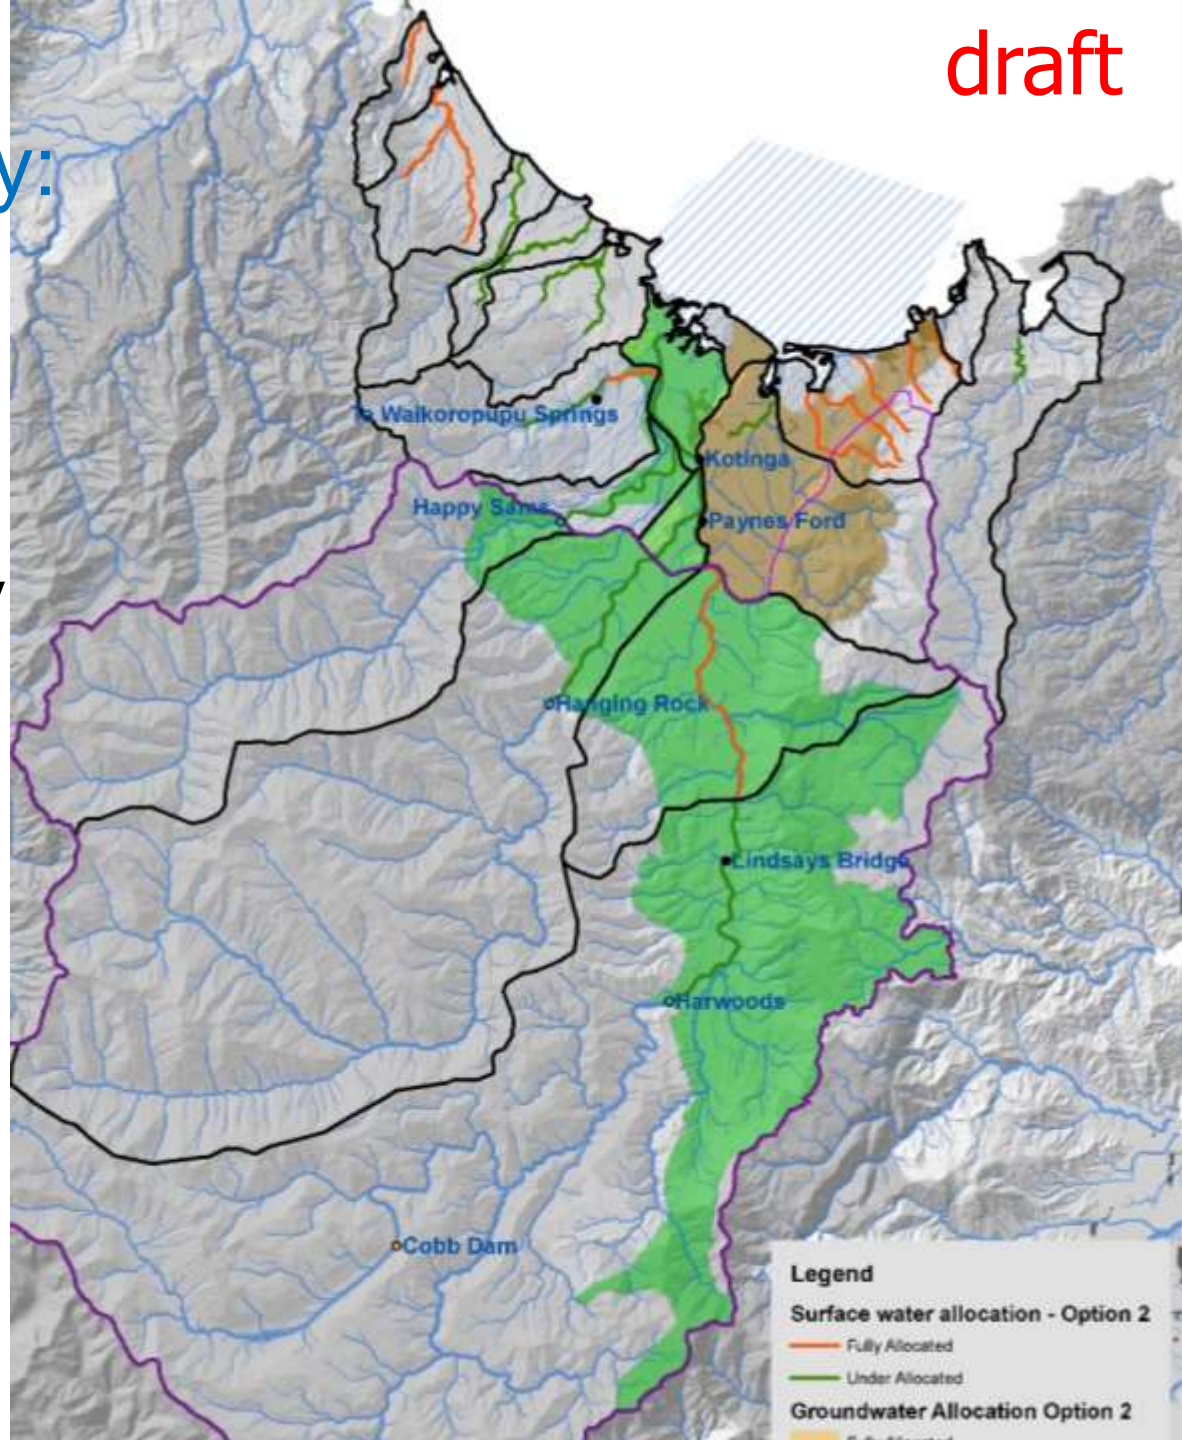 draft
y:
y
Te Waikoropupu Springs
Kotinga
Happy Sams
Paynes Ford
Hanging Rock
Lindsays Bridge
Harwoods
Cobb Dam
Legend
Surface water allocation - Option 2
Fully Allocated
Under Allocated
Groundwater Allocation Option 2